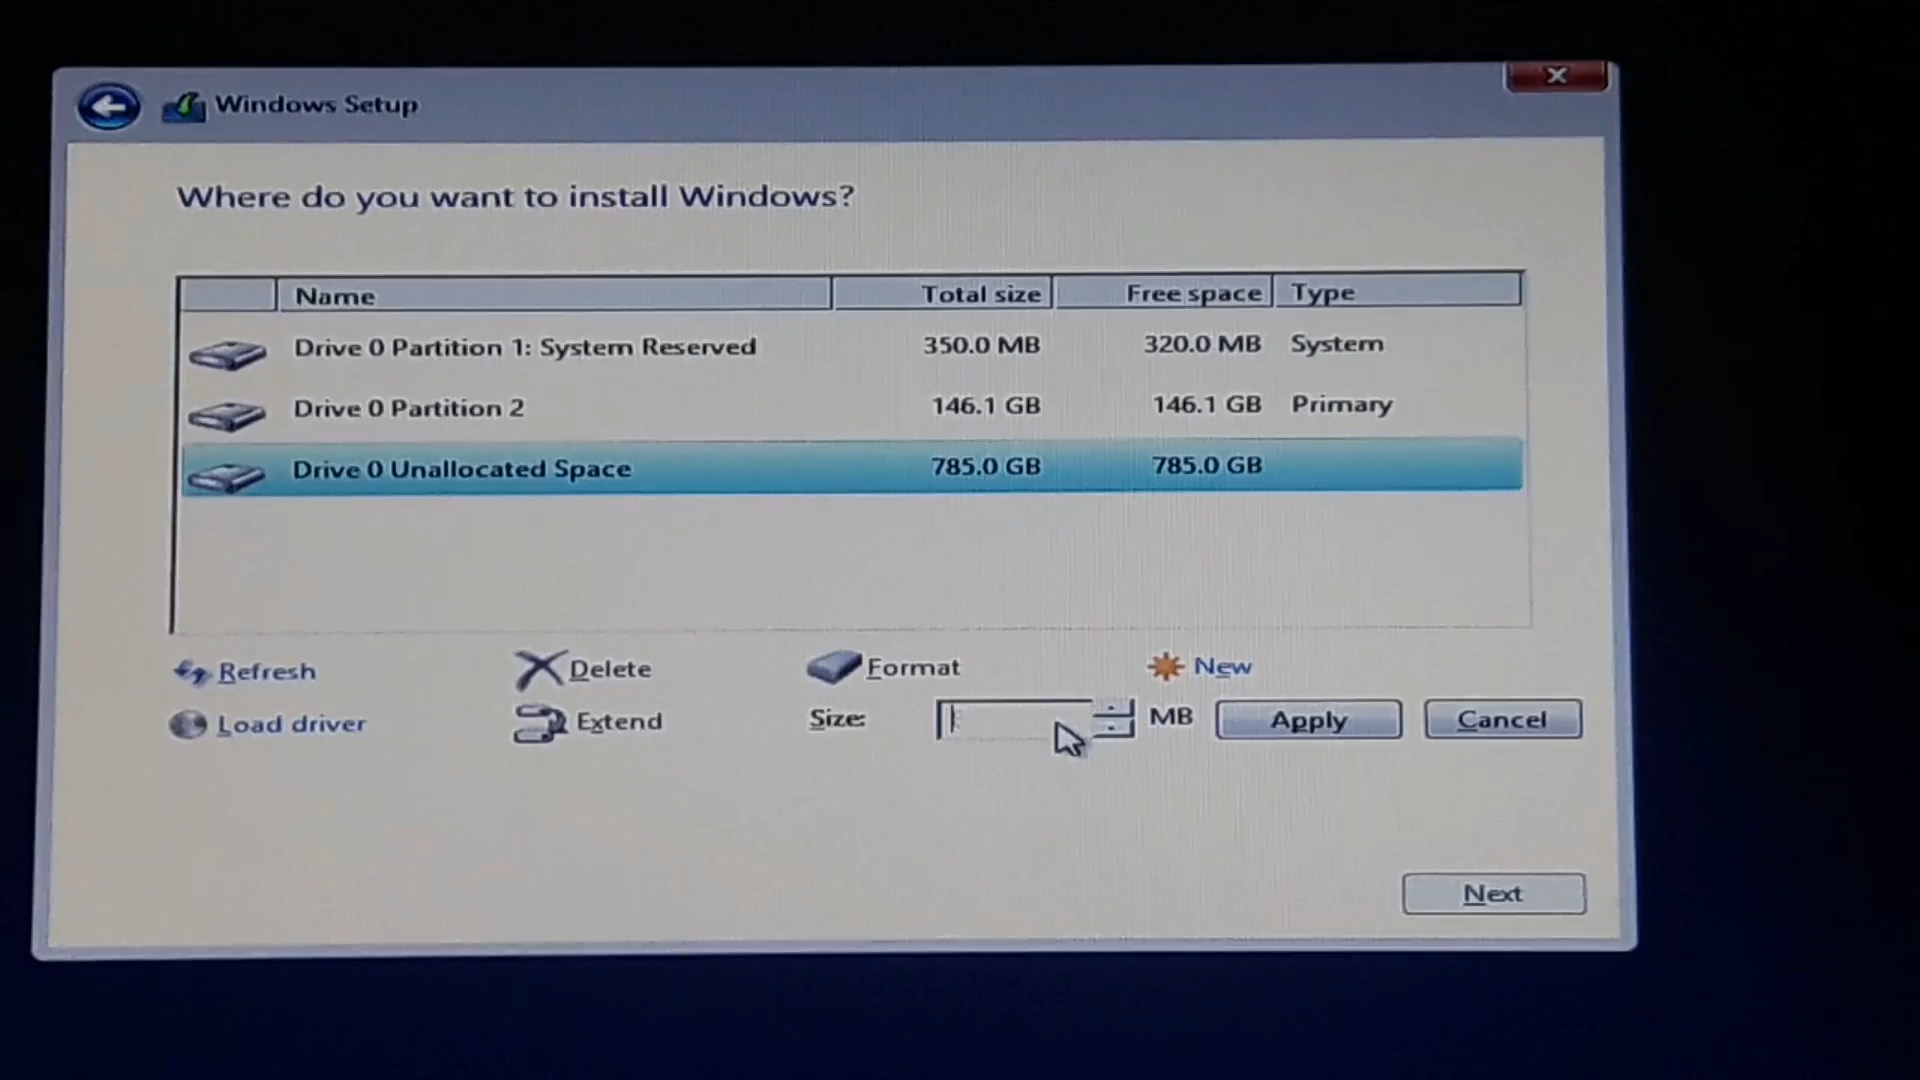 Windows Setup
Where do you want to install Windows?
Name Total size Free space Type
Drive 0 Partition 1: System Reserved 350.0 MB 320.0 MB System
Drive 0 Partition 2 146.1 GB 146.1 GB Primary
Drive 0 Unallocated Space 785.0 GB 785.0 GB
Refresh Delete Format New
Load driver Extend Size: MB Apply Cancel
Next